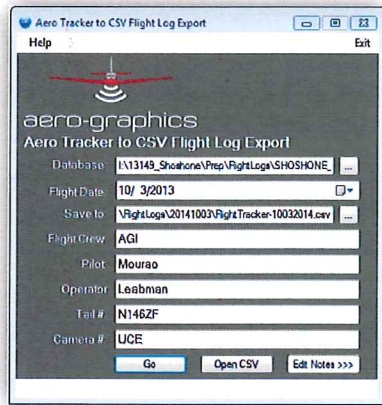 Aero Tracker to CSV Flight Log Export
Help Exit
aero-graphics
Aero Tracker to CSV Flight Log Export
Database I:\13149_Shoshone\Prep\FlightLogs\SHOSHONE_ ...
Flight Date 10/ 3/2013
Save to \FlightLogs\20141003\FlightTracker-10032014.csv ...
Flight Crew AGI
Pilot Mourao
Operator Leabman
Tail # N146ZF
Camera # UCE
Go Open CSV Edit Notes >>>